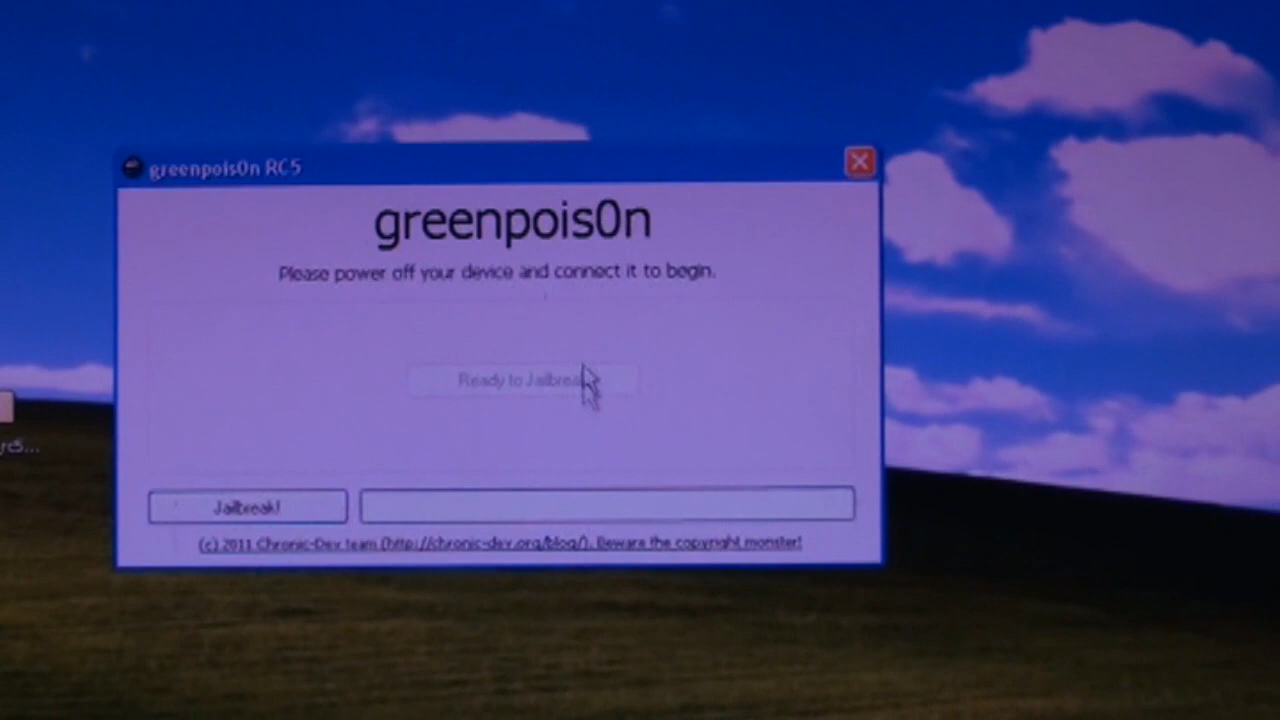 greenpois0n RC5
greenpois0n
Please power off your device and connect it to begin.
Ready to Jailbreak
Jailbreak!
(c) 2011 Chronic-Dev team (http://chronic-dev.org/blog/). Beware the copyright monster!